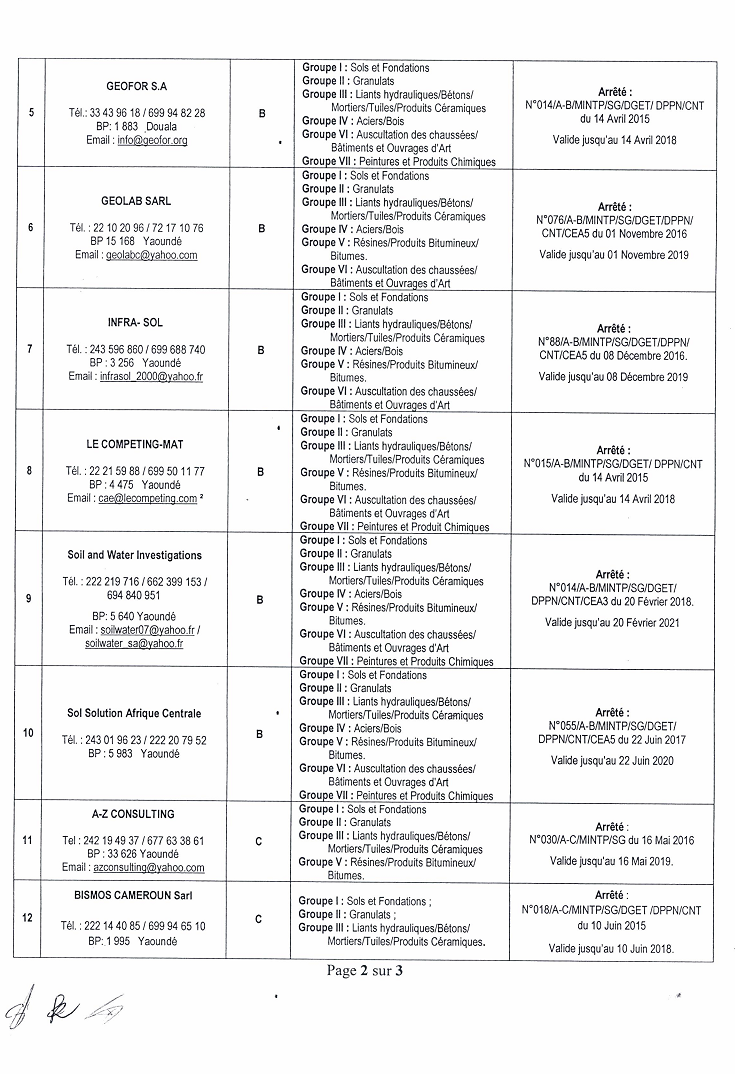 5
GEOFOR S.A
Tél.: 33 43 96 18 / 699 94 82 28
BP: 1 883 Douala
Email : info@geofor.org
B
Groupe I : Sols et Fondations
Groupe II : Granulats
Groupe III : Liants hydrauliques/Bétons/
Mortiers/Tuiles/Produits Céramiques
Groupe IV : Aciers/Bois
Groupe VI : Auscultation des chaussées/
Bâtiments et Ouvrages d'Art
Groupe VII : Peintures et Produits Chimiques
Arrêté :
N°014/A-B/MINTP/SG/DGET/ DPPN/CNT
du 14 Avril 2015
Valide jusqu'au 14 Avril 2018
6
GEOLAB SARL
Tél. : 22 10 20 96 / 72 17 10 76
BP 15 168 Yaoundé
Email : geolabc@yahoo.com
B
Groupe I : Sols et Fondations
Groupe II : Granulats
Groupe III : Liants hydrauliques/Bétons/
Mortiers/Tuiles/Produits Céramiques
Groupe IV : Aciers/Bois
Groupe V : Résines/Produits Bitumineux/
Bitumes.
Groupe VI : Auscultation des chaussées/
Bâtiments et Ouvrages d'Art
Arrêté :
N°076/A-B/MINTP/SG/DGET/DPPN/
CNT/CEA5 du 01 Novembre 2016
Valide jusqu'au 01 Novembre 2019
7
INFRA- SOL
Tél. : 243 596 860 / 699 688 740
BP : 3 256 Yaoundé
Email : infrasol_2000@yahoo.fr
B
Groupe I : Sols et Fondations
Groupe II : Granulats
Groupe III : Liants hydrauliques/Bétons/
Mortiers/Tuiles/Produits Céramiques
Groupe IV : Aciers/Bois
Groupe V : Résines/Produits Bitumineux/
Bitumes.
Groupe VI : Auscultation des chaussées/
Bâtiments et Ouvrages d'Art
Arrêté :
N°88/A-B/MINTP/SG/DGET/DPPN/
CNT/CEA5 du 08 Décembre 2016.
Valide jusqu'au 08 Décembre 2019
8
LE COMPETING-MAT
Tél. : 22 21 59 88 / 699 50 11 77
BP : 4 475 Yaoundé
Email : cae@lecompeting.com ²
B
Groupe I : Sols et Fondations
Groupe II : Granulats
Groupe III : Liants hydrauliques/Bétons/
Mortiers/Tuiles/Produits Céramiques
Groupe V : Résines/Produits Bitumineux/
Bitumes.
Groupe VI : Auscultation des chaussées/
Bâtiments et Ouvrages d'Art
Groupe VII : Peintures et Produit Chimiques
Arrêté :
N°015/A-B/MINTP/SG/DGET/ DPPN/CNT
du 14 Avril 2015
Valide jusqu'au 14 Avril 2018
9
Soil and Water Investigations
Tél. : 222 219 716 / 662 399 153 /
694 840 951
BP: 5 640 Yaoundé
Email : soilwater07@yahoo.fr /
soilwater_sa@yahoo.fr
B
Groupe I : Sols et Fondations
Groupe II : Granulats
Groupe III : Liants hydrauliques/Bétons/
Mortiers/Tuiles/Produits Céramiques
Groupe IV : Aciers/Bois
Groupe V : Résines/Produits Bitumineux/
Bitumes.
Groupe VI : Auscultation des chaussées/
Bâtiments et Ouvrages d'Art
Groupe VII : Peintures et Produits Chimiques
Arrêté :
N°014/A-B/MINTP/SG/DGET/
DPPN/CNT/CEA3 du 20 Février 2018.
Valide jusqu'au 20 Février 2021
10
Sol Solution Afrique Centrale
Tél. : 243 01 96 23 / 222 20 79 52
BP : 5 983 Yaoundé
B
Groupe I : Sols et Fondations
Groupe II : Granulats
Groupe III : Liants hydrauliques/Bétons/
Mortiers/Tuiles/Produits Céramiques
Groupe IV : Aciers/Bois
Groupe V : Résines/Produits Bitumineux/
Bitumes.
Groupe VI : Auscultation des chaussées/
Bâtiments et Ouvrages d'Art
Groupe VII : Peintures et Produits Chimiques
Arrêté :
N°055/A-B/MINTP/SG/DGET/
DPPN/CNT/CEA5 du 22 Juin 2017
Valide jusqu'au 22 Juin 2020
11
A-Z CONSULTING
Tel : 242 19 49 37 / 677 63 38 61
BP : 33 626 Yaoundé
Email : azconsulting@yahoo.com
C
Groupe I : Sols et Fondations
Groupe II : Granulats
Groupe III : Liants hydrauliques/Bétons/
Mortiers/Tuiles/Produits Céramiques
Groupe V : Résines/Produits Bitumineux/
Bitumes.
Arrêté :
N°030/A-C/MINTP/SG du 16 Mai 2016
Valide jusqu'au 16 Mai 2019.
12
BISMOS CAMEROUN Sarl
Tél. : 222 14 40 85 / 699 94 65 10
BP: 1 995 Yaoundé
C
Groupe I : Sols et Fondations ;
Groupe II : Granulats ;
Groupe III : Liants hydrauliques/Bétons/
Mortiers/Tuiles/Produits Céramiques.
Arrêté :
N°018/A-C/MINTP/SG/DGET /DPPN/CNT
du 10 Juin 2015
Valide jusqu'au 10 Juin 2018.
Page 2 sur 3